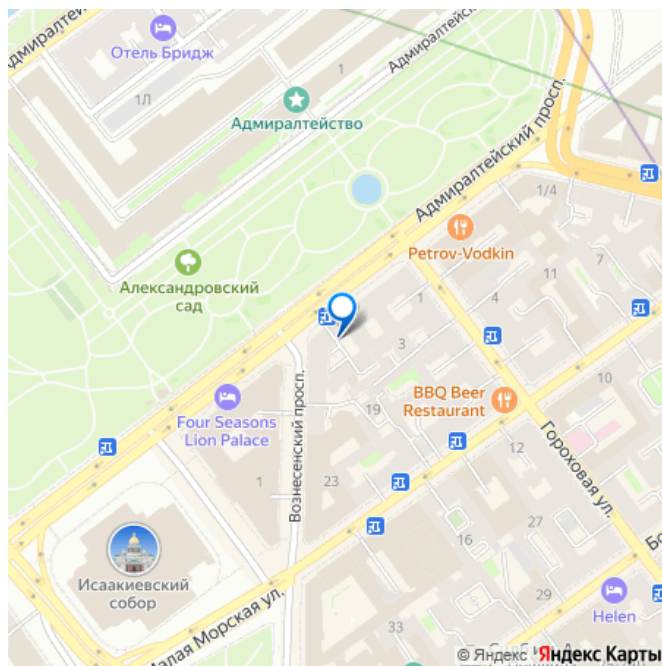 Отель Бридж
1Л
1
Адмиралтейский
Адмиралтейство
Адмиралтейский просп.
1/4
Petrov-Vodkin
Александровский
сад
11
7
1
4
3
BBQ Beer
Restaurant
10
19
Four Seasons
Lion Palace
Вознесенский просп.
12
Гороховая ул.
1
23
27
16
Исаакиевский
собор
Малая Морская ул.
29
Helen
33
© Яндекс Яндекс Карты